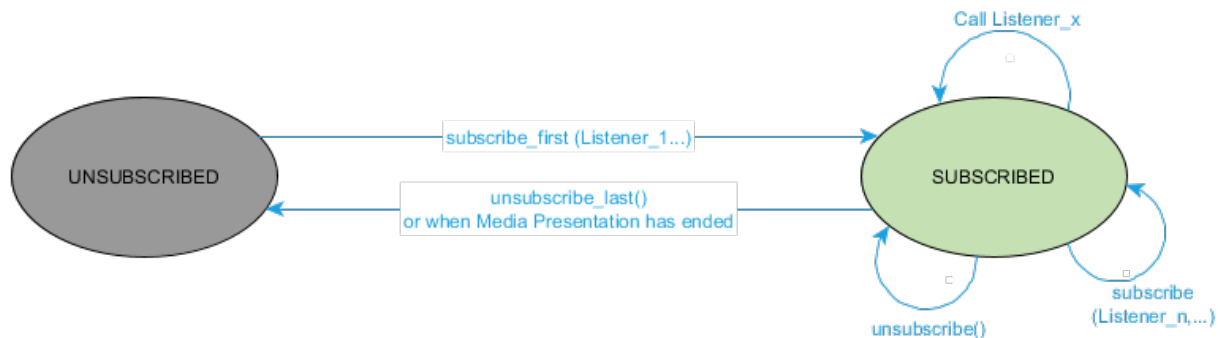 Call Listener_x
subscribe_first (Listener_1...)
UNSUBSCRIBED
SUBSCRIBED
unsubscribe_last()
or when Media Presentation has ended
subscribe
(Listener_n,...)
unsubscribe()